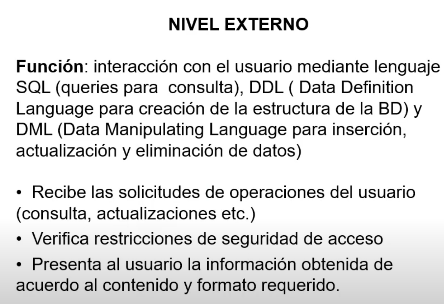 NIVEL EXTERNO
Función: interacción con el usuario mediante lenguaje
SQL (queries para  consulta), DDL ( Data Definition
Language para creación de la estructura de la BD) y
DML (Data Manipulating Language para inserción,
actualización y eliminación de datos)
• Recibe las solicitudes de operaciones del usuario
(consulta, actualizaciones etc.)
• Verifica restricciones de seguridad de acceso
• Presenta al usuario la información obtenida de
acuerdo al contenido y formato requerido.